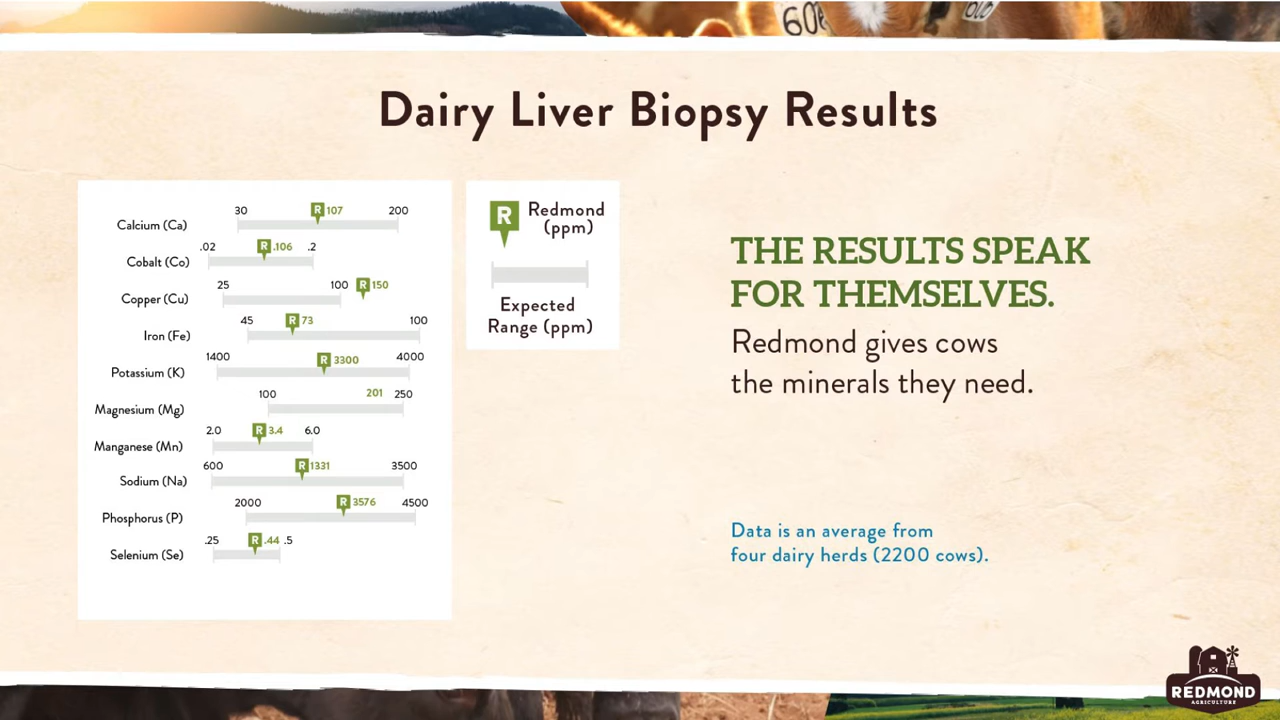 60
Dairy Liver Biopsy Results
30 R 107 200
Calcium (Ca)
.02 R .106 .2
Cobalt (Co)
25 100 R 150
Copper (Cu)
45 R 73 100
Iron (Fe)
1400 R 3300 4000
Potassium (K)
100 201 250
Magnesium (Mg)
2.0 R 3.4 6.0
Manganese (Mn)
600 R 1331 3500
Sodium (Na)
2000 R 3576 4500
Phosphorus (P)
.25 R .44 .5
Selenium (Se)
R Redmond
(ppm)
Expected
Range (ppm)
THE RESULTS SPEAK
FOR THEMSELVES.
Redmond gives cows
the minerals they need.
Data is an average from
four dairy herds (2200 cows).
REDMOND
AGRICULTURE